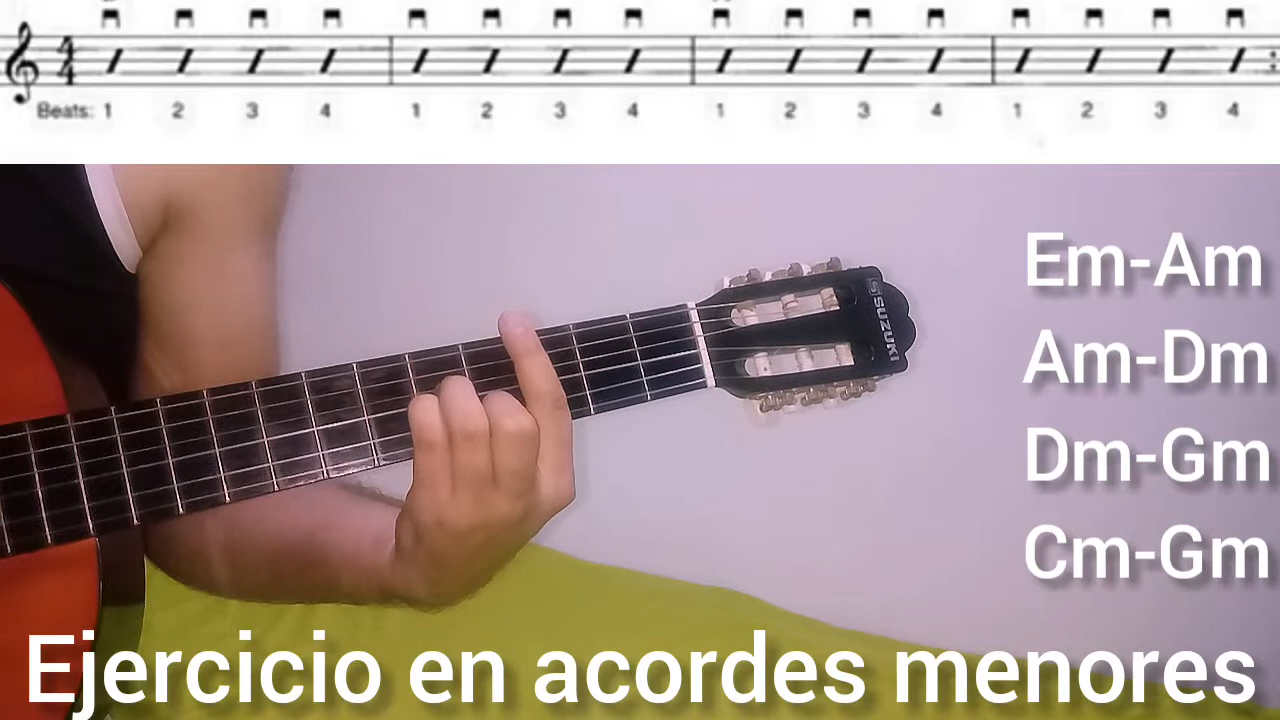 Beats: 1 2 3 4 1 2 3 4 1 2 3 4 1 2 3 4
SUZUKI
Em-Am
Am-Dm
Dm-Gm
Cm-Gm
Ejercicio en acordes menores